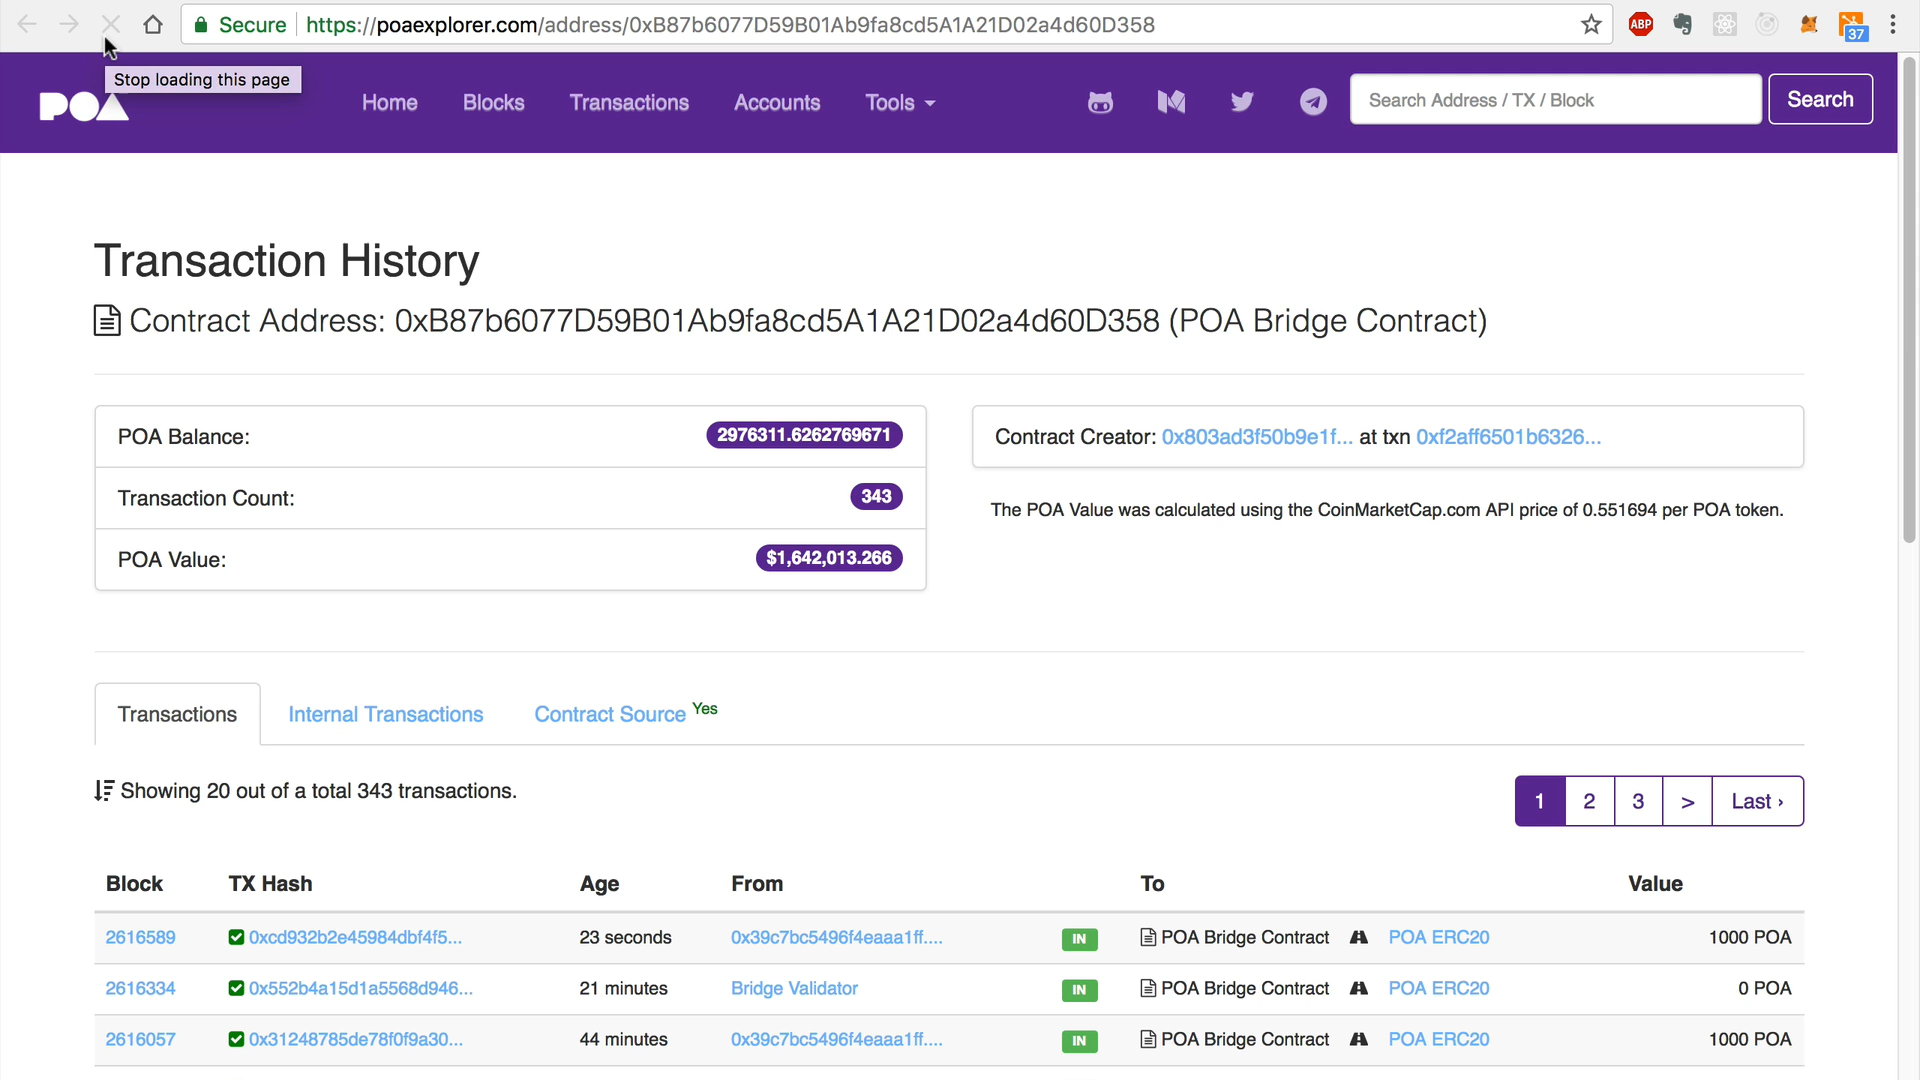 Secure https://poaexplorer.com/address/0xB87b6077D59B01Ab9fa8cd5A1A21D02a4d60D358 ABP 37
Stop loading this page
POA Home Blocks Transactions Accounts Tools Search Address / TX / Block Search
Transaction History
Contract Address: 0xB87b6077D59B01Ab9fa8cd5A1A21D02a4d60D358 (POA Bridge Contract)
POA Balance: 2976311.6262769671
Contract Creator: 0x803ad3f50b9e1f... at txn 0xf2aff6501b6326...
Transaction Count: 343
The POA Value was calculated using the CoinMarketCap.com API price of 0.551694 per POA token.
POA Value: $1,642,013.266
Transactions Internal Transactions Contract Source Yes
Showing 20 out of a total 343 transactions.
1 2 3 > Last ›
Block TX Hash Age From To Value
2616589 0xcd932b2e45984dbf4f5... 23 seconds 0x39c7bc5496f4eaaa1ff.... IN POA Bridge Contract POA ERC20 1000 POA
2616334 0x552b4a15d1a5568d946... 21 minutes Bridge Validator IN POA Bridge Contract POA ERC20 0 POA
2616057 0x31248785de78f0f9a30... 44 minutes 0x39c7bc5496f4eaaa1ff.... IN POA Bridge Contract POA ERC20 1000 POA